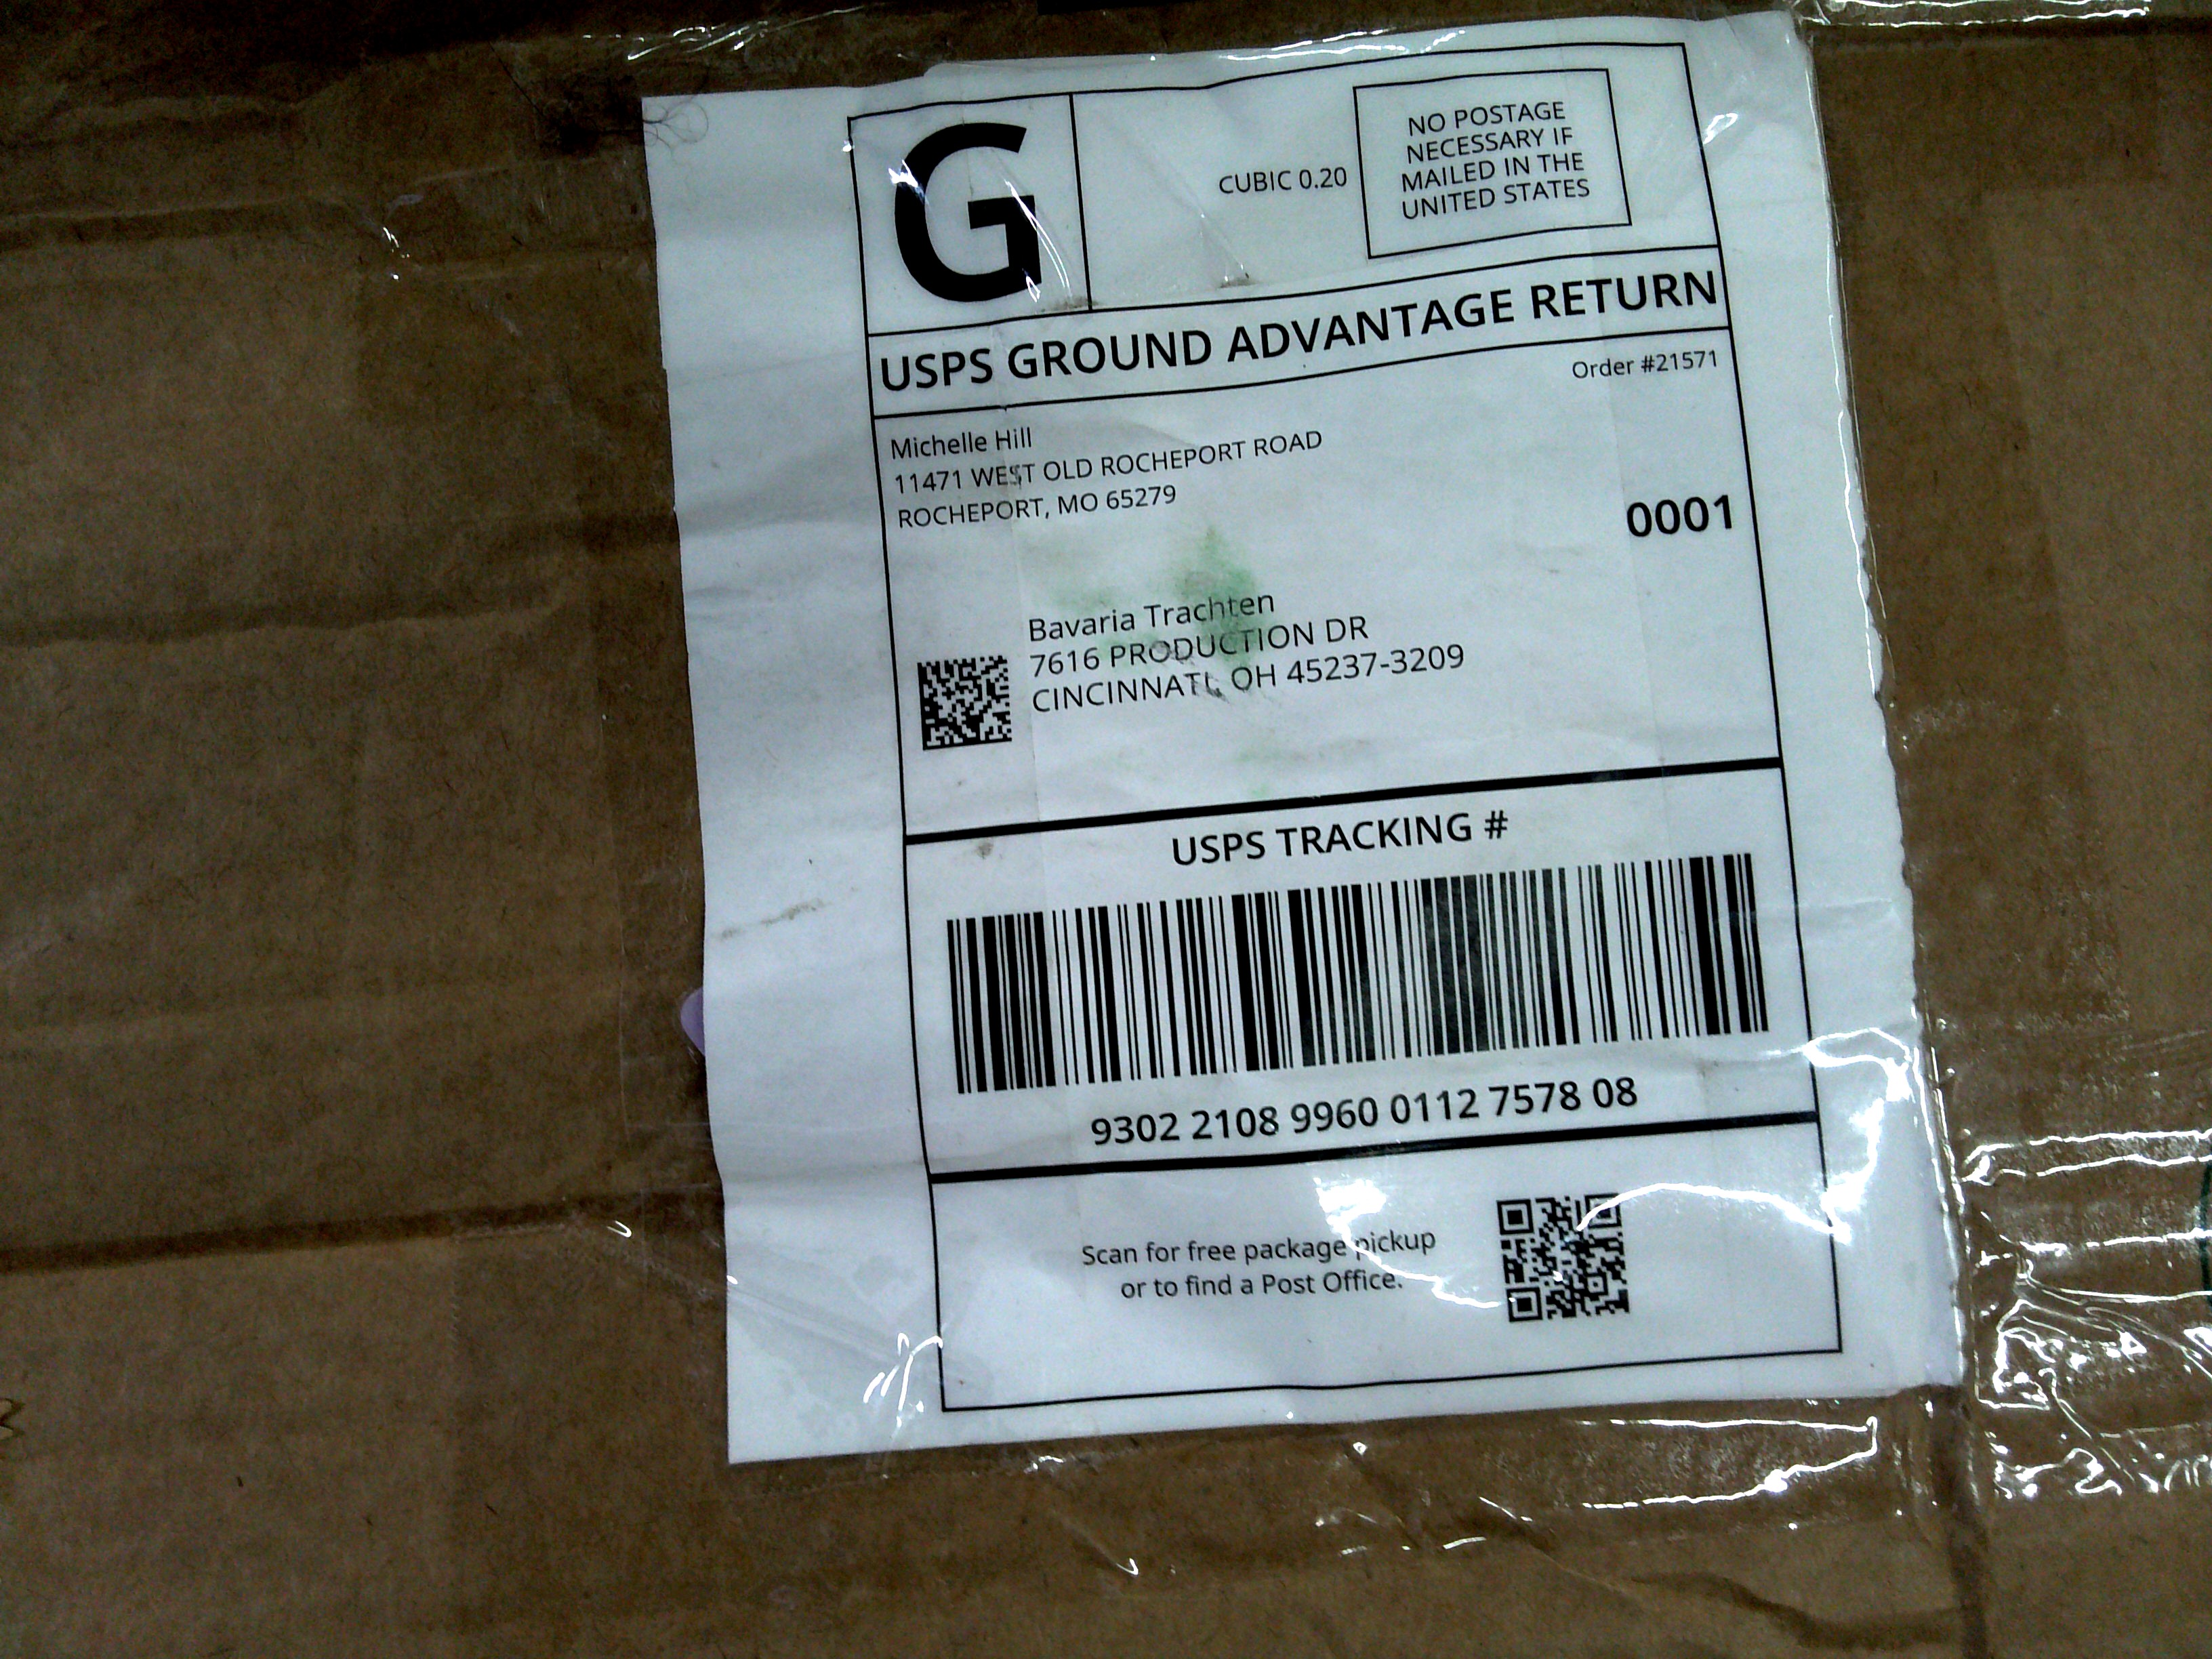 G
CUBIC 0.20
NO POSTAGE
NECESSARY IF
MAILED IN THE
UNITED STATES
USPS GROUND ADVANTAGE RETURN
Order #21571
Michelle Hill
11471 WEST OLD ROCHEPORT ROAD
ROCHEPORT, MO 65279
0001
Bavaria Trachten
7616 PRODUCTION DR
CINCINNATI, OH 45237-3209
USPS TRACKING #
9302 2108 9960 0112 7578 08
Scan for free package pickup
or to find a Post Office.